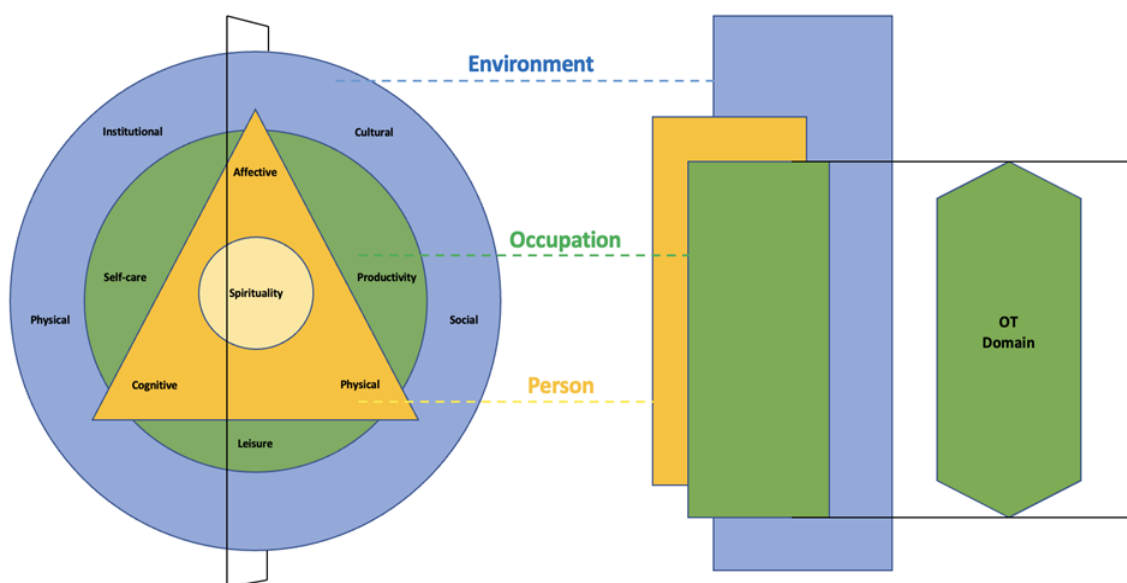 Environment
Institutional
Cultural
Affective
Occupation
Self-care
Productivity
Spirituality
Physical
Social
OT
Domain
Cognitive
Physical
Person
Leisure